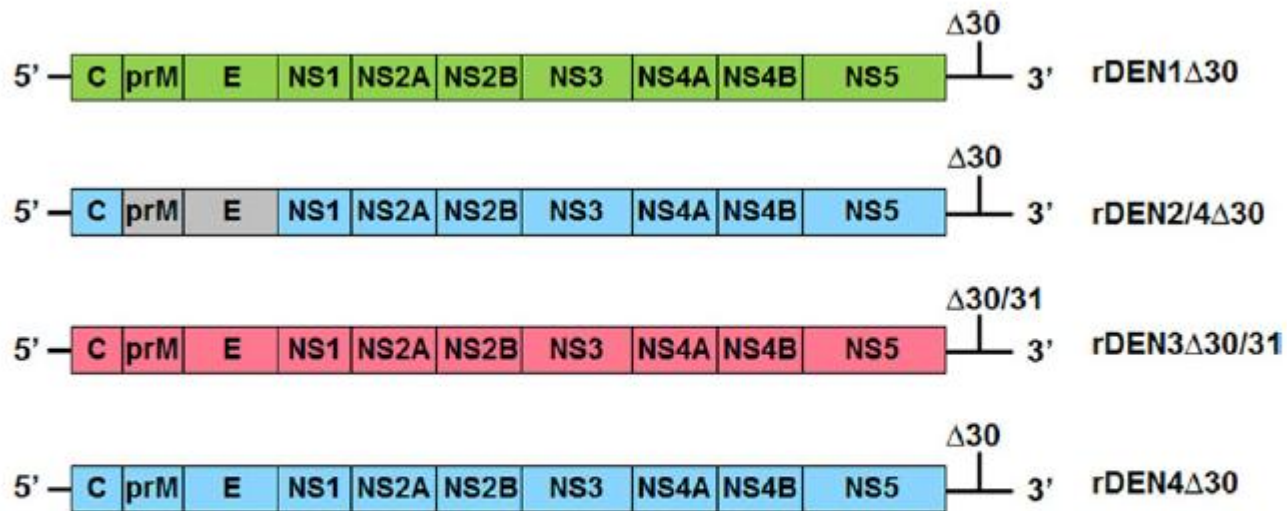 Δ30
5' C prM E NS1 NS2A NS2B NS3 NS4A NS4B NS5 3' rDEN1Δ30
Δ30
5' C prM E NS1 NS2A NS2B NS3 NS4A NS4B NS5 3' rDEN2/4Δ30
Δ30/31
5' C prM E NS1 NS2A NS2B NS3 NS4A NS4B NS5 3' rDEN3Δ30/31
Δ30
5' C prM E NS1 NS2A NS2B NS3 NS4A NS4B NS5 3' rDEN4Δ30